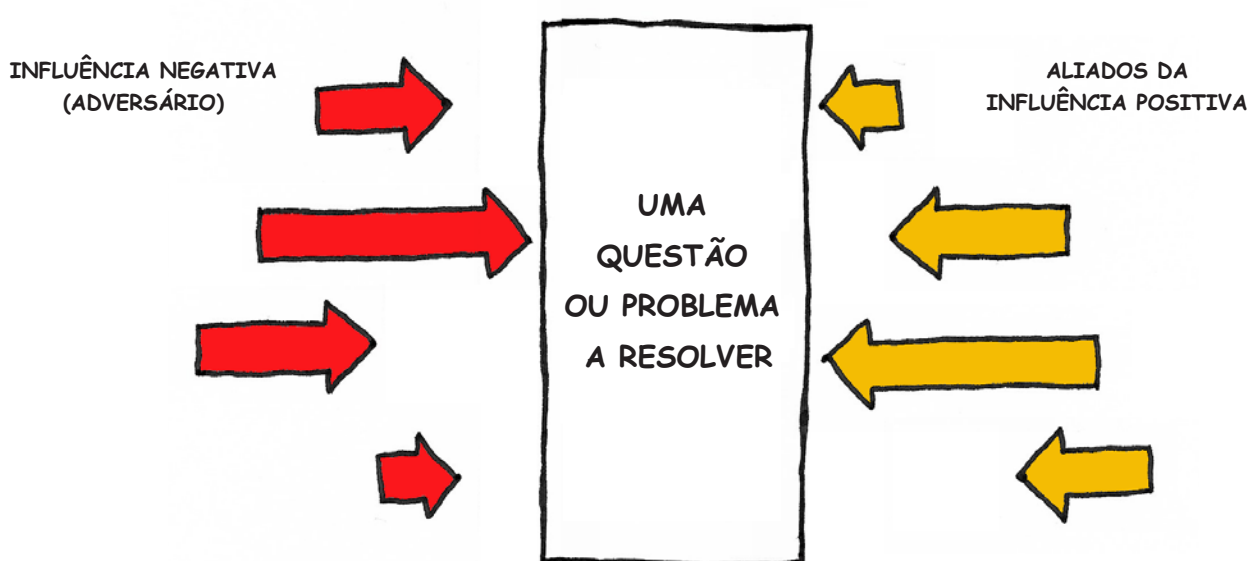 INFLUÊNCIA NEGATIVA
(ADVERSÁRIO)
UMA
QUESTÃO
OU PROBLEMA
A RESOLVER
ALIADOS DA
INFLUÊNCIA POSITIVA